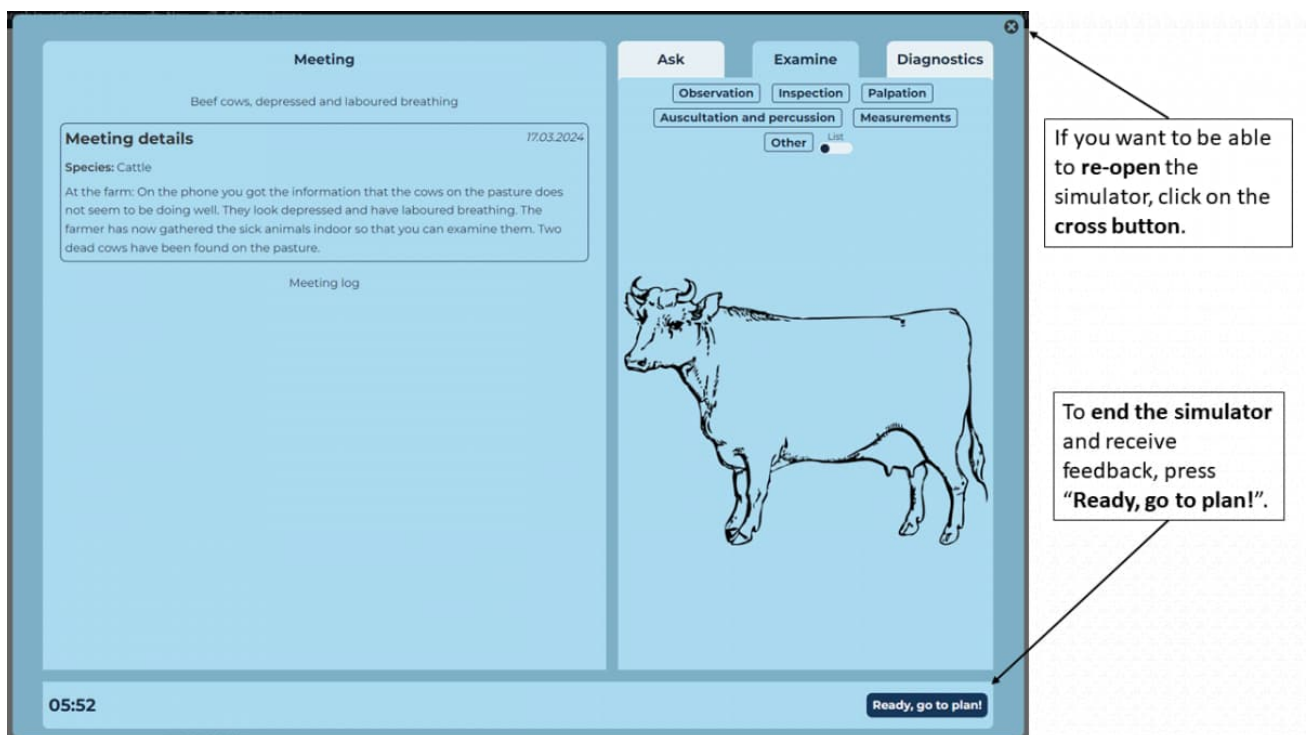 Meeting
Beef cows, depressed and laboured breathing
Meeting details
17.03.2024
Species: Cattle
At the farm: On the phone you got the information that the cows on the pasture does
not seem to be doing well. They look depressed and have laboured breathing. The
farmer has now gathered the sick animals indoor so that you can examine them. Two
dead cows have been found on the pasture.
Meeting log
05:52
Ask
Examine
Diagnostics
Observation
Inspection
Palpation
Auscultation and percussion
Measurements
Other
List
Ready, go to plan!
If you want to be able
to re-open the
simulator, click on the
cross button.
To end the simulator
and receive
feedback, press
“Ready, go to plan!”.